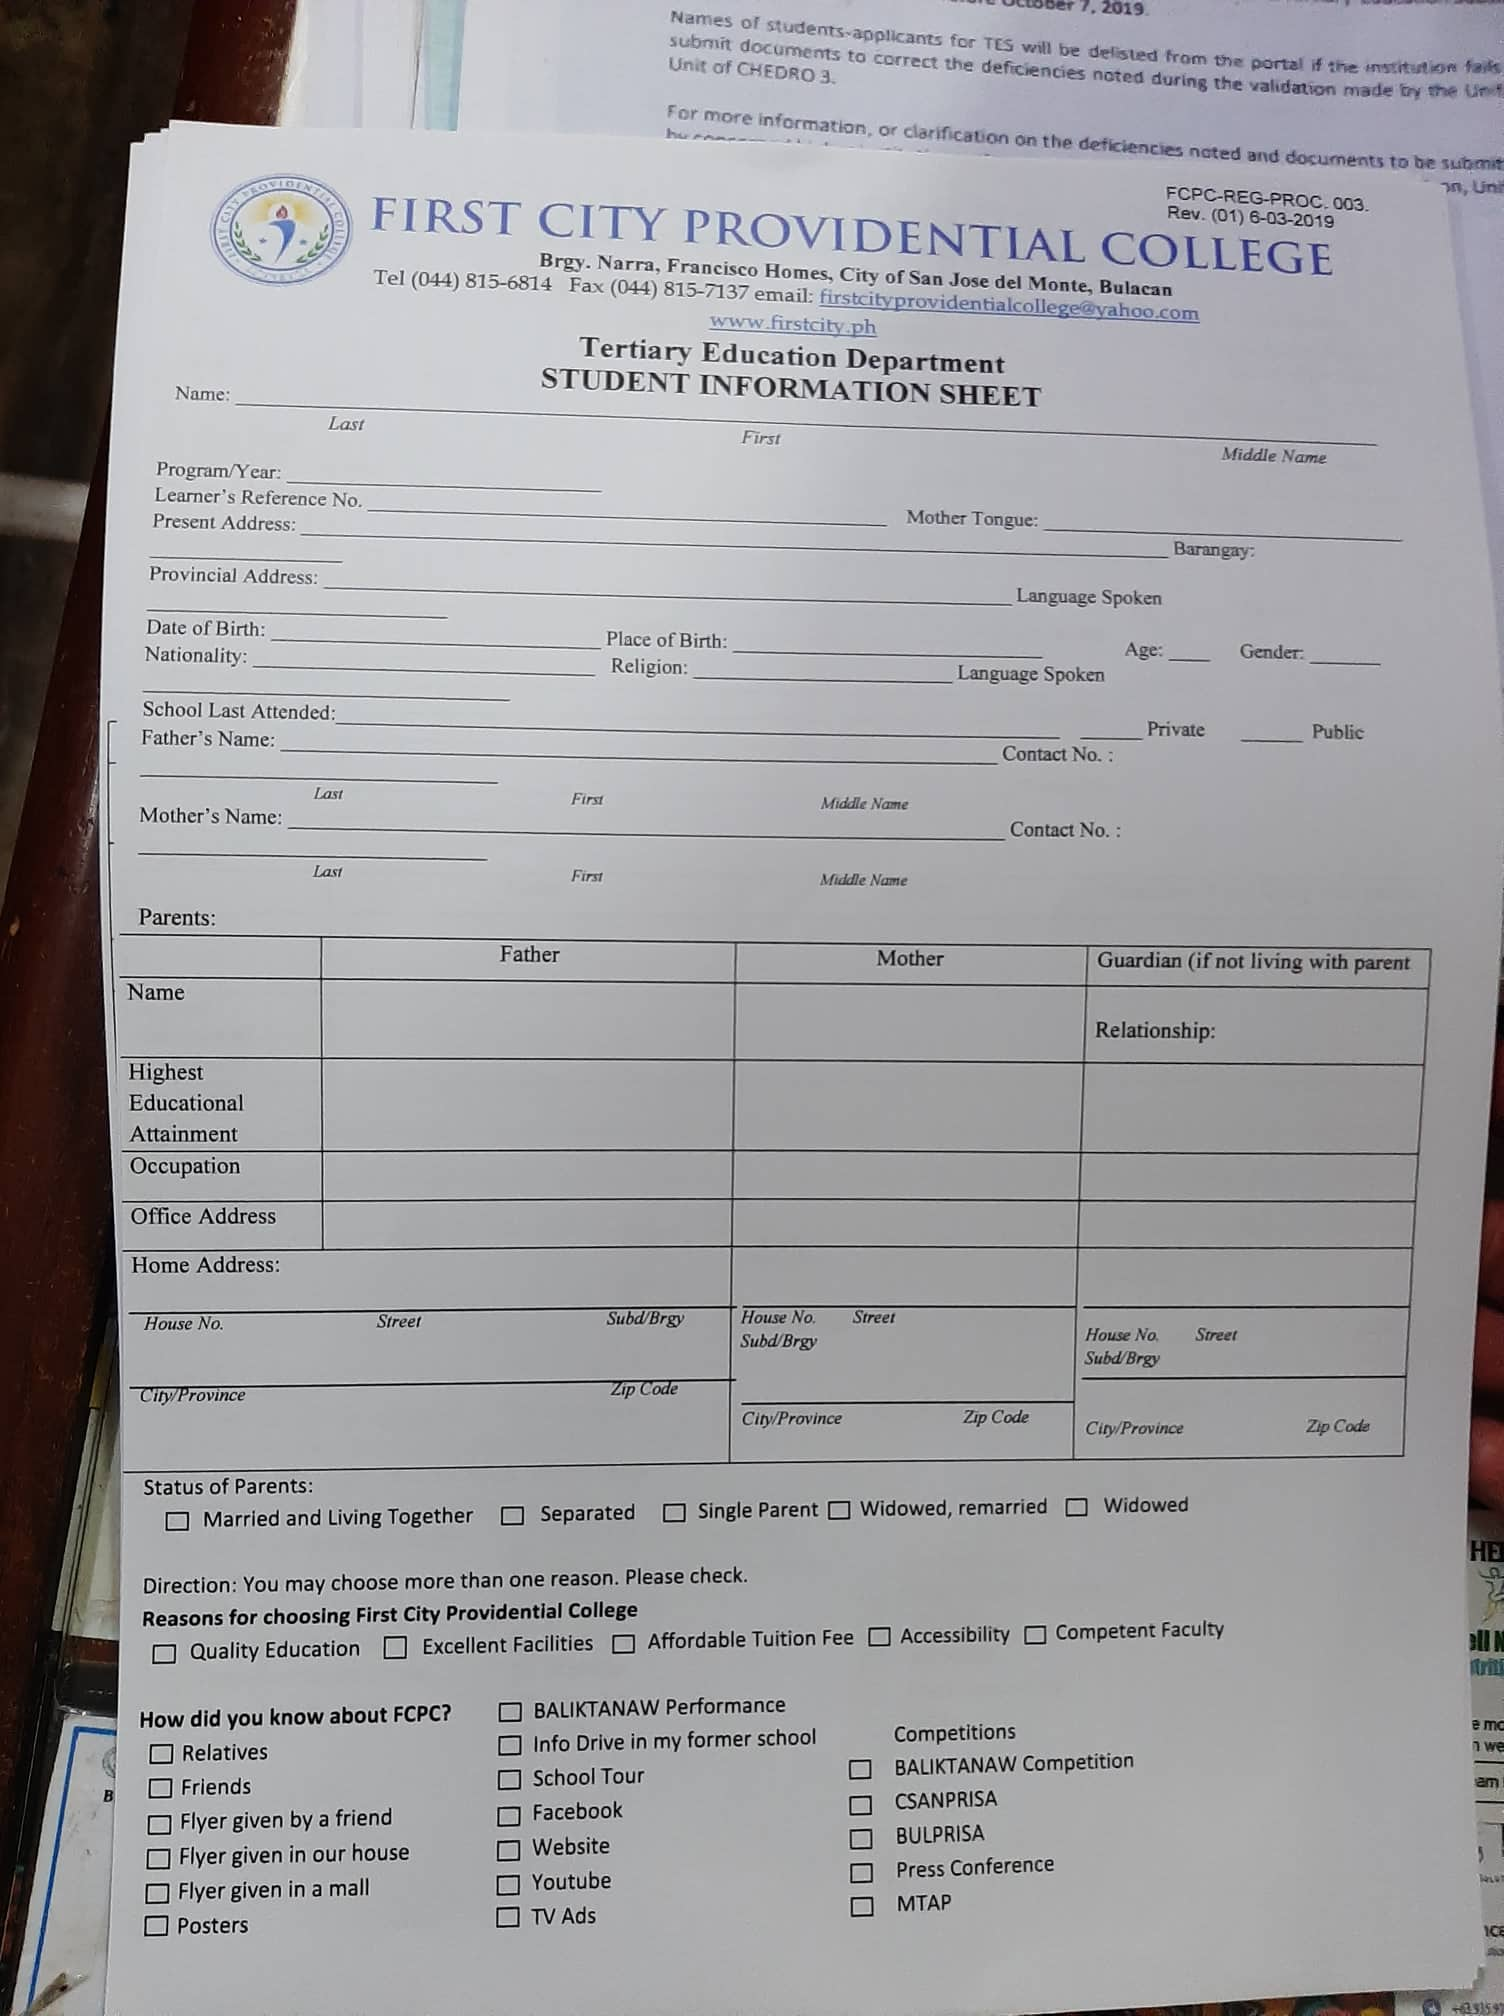 October 7, 2019.
Names of students-applicants for TES will be delisted from the portal if the institution fails
submit documents to correct the deficiencies noted during the validation made by the Unif
Unit of CHEDRO 3.
For more information, or clarification on the deficiencies noted and documents to be submit
FCPC-REG-PROC. 003.
Rev. (01) 6-03-2019
FIRST CITY PROVIDENTIAL COLLEGE
Brgy. Narra, Francisco Homes, City of San Jose del Monte, Bulacan
Tel (044) 815-6814 Fax (044) 815-7137 email: firstcityprovidentialcollege@yahoo.com
www.firstcity.ph
Tertiary Education Department
STUDENT INFORMATION SHEET
Name:
Last First Middle Name
Program/Year:
Learner's Reference No. Mother Tongue:
Present Address: Barangay:
Provincial Address: Language Spoken
Date of Birth: Place of Birth: Age: Gender:
Nationality: Religion: Language Spoken
School Last Attended: Private Public
Father's Name: Contact No. :
Last First Middle Name
Mother's Name: Contact No. :
Last First Middle Name
Parents:
Father Mother Guardian (if not living with parent
Name
Relationship:
Highest
Educational
Attainment
Occupation
Office Address
Home Address:
House No. Street Subd/Brgy
City/Province Zip Code
House No. Street
Subd/Brgy
City/Province Zip Code
House No. Street
Subd/Brgy
City/Province Zip Code
Status of Parents:
Married and Living Together Separated Single Parent Widowed, remarried Widowed
Direction: You may choose more than one reason. Please check.
Reasons for choosing First City Providential College
Quality Education Excellent Facilities Affordable Tuition Fee Accessibility Competent Faculty
How did you know about FCPC?
Relatives
Friends
Flyer given by a friend
Flyer given in our house
Flyer given in a mall
Posters
BALIKTANAW Performance
Info Drive in my former school
School Tour
Facebook
Website
Youtube
TV Ads
Competitions
BALIKTANAW Competition
CSANPRISA
BULPRISA
Press Conference
MTAP